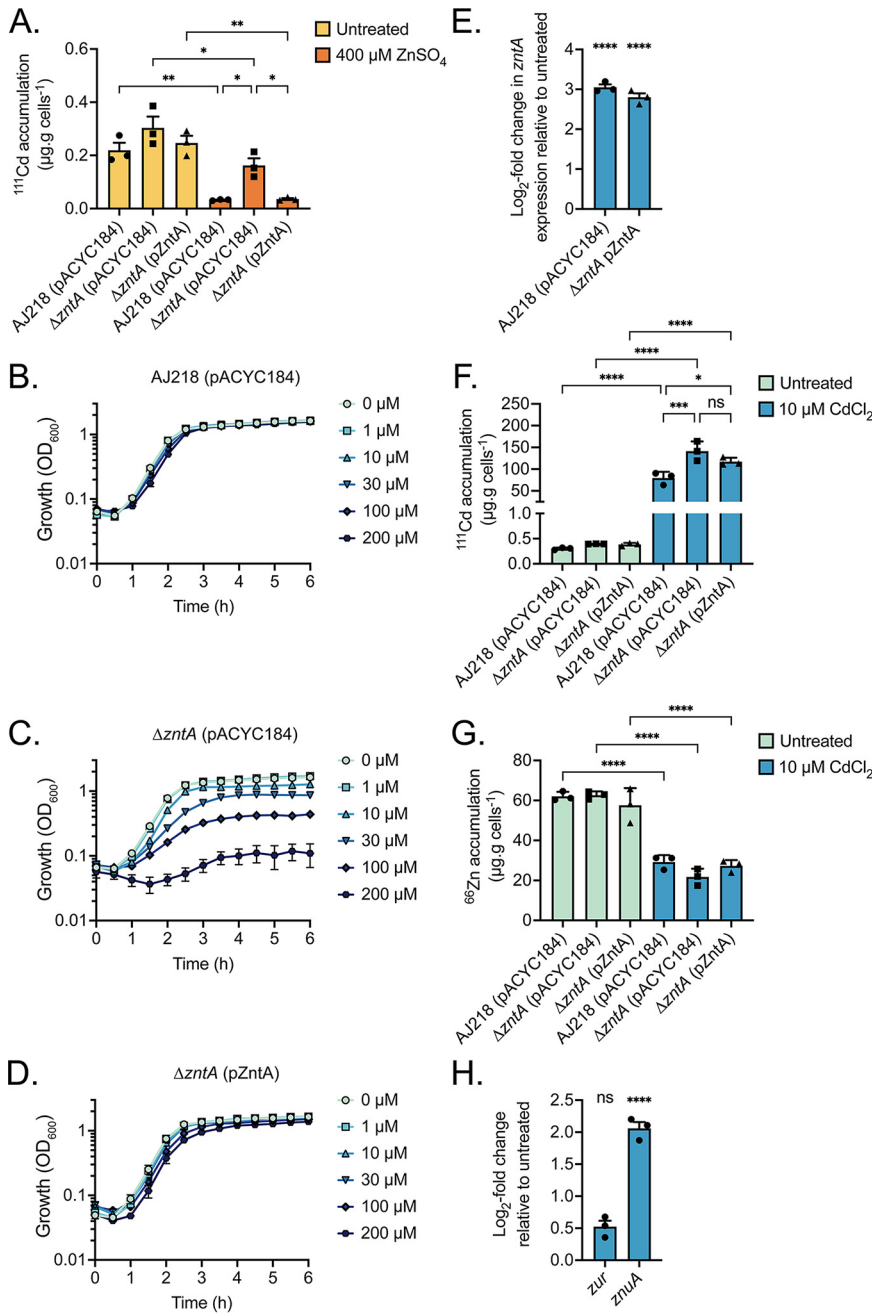 A.
Untreated
400 µM ZnSO4
**
*
**
*
*
111Cd accumulation
(µg.g cells-1)
0.6
0.4
0.2
0.0
AJ218 (pACYC184)
ΔzntA (pACYC184)
ΔzntA (pZntA)
AJ218 (pACYC184)
ΔzntA (pACYC184)
ΔzntA (pZntA)
E.
Log2-fold change in zntA
expression relative to untreated
4
3
2
1
0
****
****
AJ218 (pACYC184)
ΔzntA pZntA
B.
AJ218 (pACYC184)
Growth (OD600)
1
0.1
0.01
0
1
2
3
4
5
6
Time (h)
0 µM
1 µM
10 µM
30 µM
100 µM
200 µM
F.
Untreated
10 µM CdCl2
****
****
****
*
***
ns
111Cd accumulation
(µg.g cells-1)
250
200
150
100
50
1.0
0.5
0.0
AJ218 (pACYC184)
ΔzntA (pACYC184)
ΔzntA (pZntA)
AJ218 (pACYC184)
ΔzntA (pACYC184)
ΔzntA (pZntA)
C.
ΔzntA (pACYC184)
Growth (OD600)
1
0.1
0.01
0
1
2
3
4
5
6
Time (h)
0 µM
1 µM
10 µM
30 µM
100 µM
200 µM
G.
Untreated
10 µM CdCl2
****
****
****
66Zn accumulation
(µg.g cells-1)
80
60
40
20
0
AJ218 (pACYC184)
ΔzntA (pACYC184)
ΔzntA (pZntA)
AJ218 (pACYC184)
ΔzntA (pACYC184)
ΔzntA (pZntA)
D.
ΔzntA (pZntA)
Growth (OD600)
1
0.1
0.01
0
1
2
3
4
5
6
Time (h)
0 µM
1 µM
10 µM
30 µM
100 µM
200 µM
H.
Log2-fold change
relative to untreated
2.5
2.0
1.5
1.0
0.5
0.0
ns
****
zur
znuA